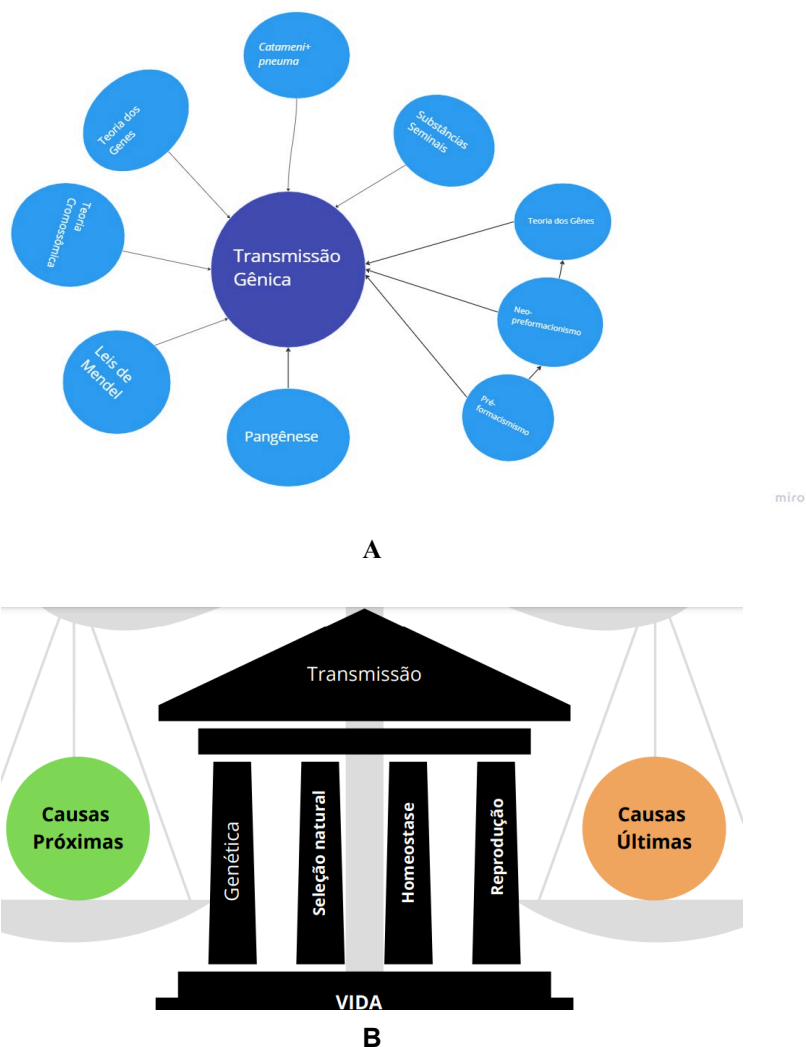 Catameni+
pneuma
Teoria dos
Genes
Substâncias
Seminais
Teoria
Cromossômica
Transmissão
Gênica
Teoria dos Gênes
Neo-
preformacionismo
Leis de
Mendel
Pré-
formacismismo
Pangênese
miro
A
Transmissão
Causas
Próximas
Genética
Seleção natural
Homeostase
Reprodução
Causas
Últimas
VIDA
B